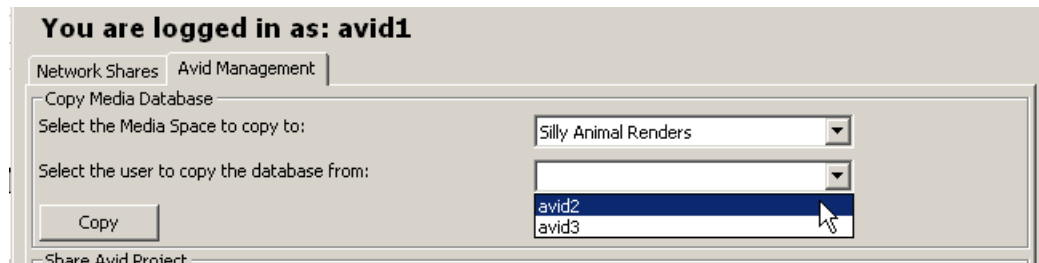 You are logged in as: avid1
Network Shares Avid Management
Copy Media Database
Select the Media Space to copy to: Silly Animal Renders
Select the user to copy the database from:
avid2
Copy avid3
Share Avid Project